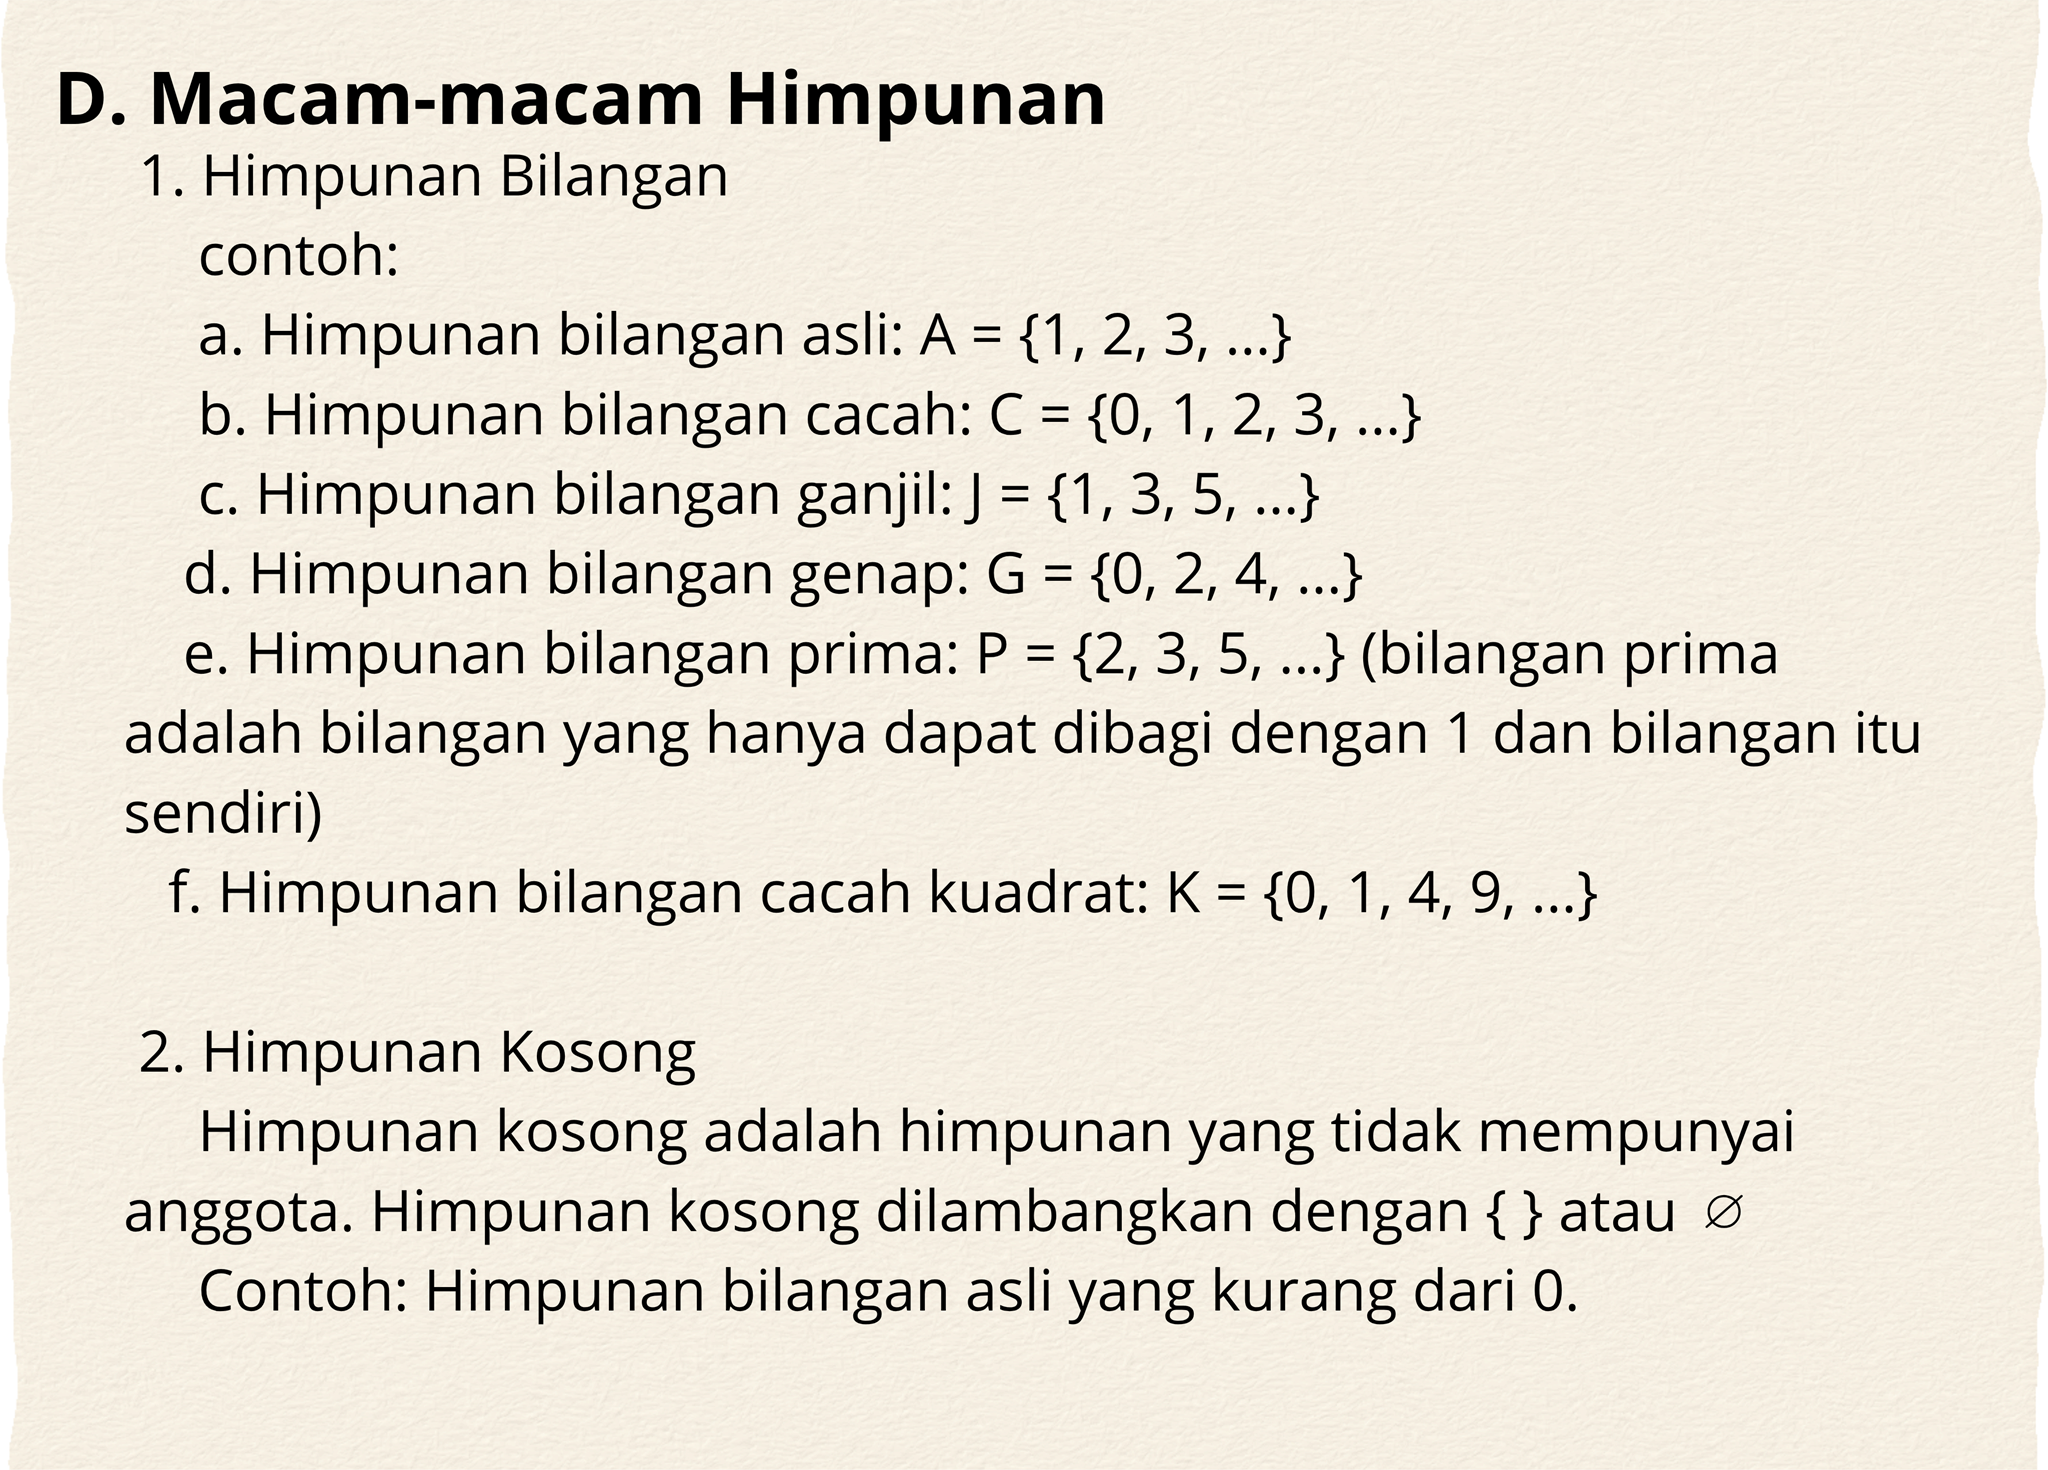 D. Macam-macam Himpunan
1. Himpunan Bilangan
contoh:
a. Himpunan bilangan asli: A = {1, 2, 3, ...}
b. Himpunan bilangan cacah: C = {0, 1, 2, 3, ...}
c. Himpunan bilangan ganjil: J = {1, 3, 5, ...}
d. Himpunan bilangan genap: G = {0, 2, 4, ...}
e. Himpunan bilangan prima: P = {2, 3, 5, ...} (bilangan prima
adalah bilangan yang hanya dapat dibagi dengan 1 dan bilangan itu
sendiri)
f. Himpunan bilangan cacah kuadrat: K = {0, 1, 4, 9, ...}
2. Himpunan Kosong
Himpunan kosong adalah himpunan yang tidak mempunyai
anggota. Himpunan kosong dilambangkan dengan { } atau ∅
Contoh: Himpunan bilangan asli yang kurang dari 0.